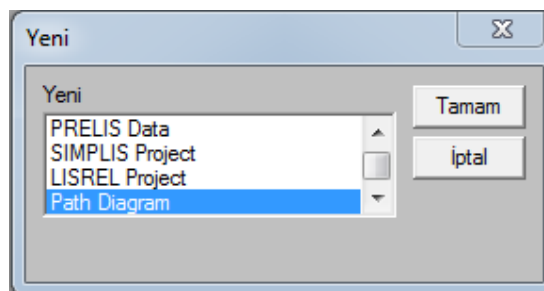 Yeni
Yeni
PRELIS Data
SIMPLIS Project
LISREL Project
Path Diagram
Tamam
İptal